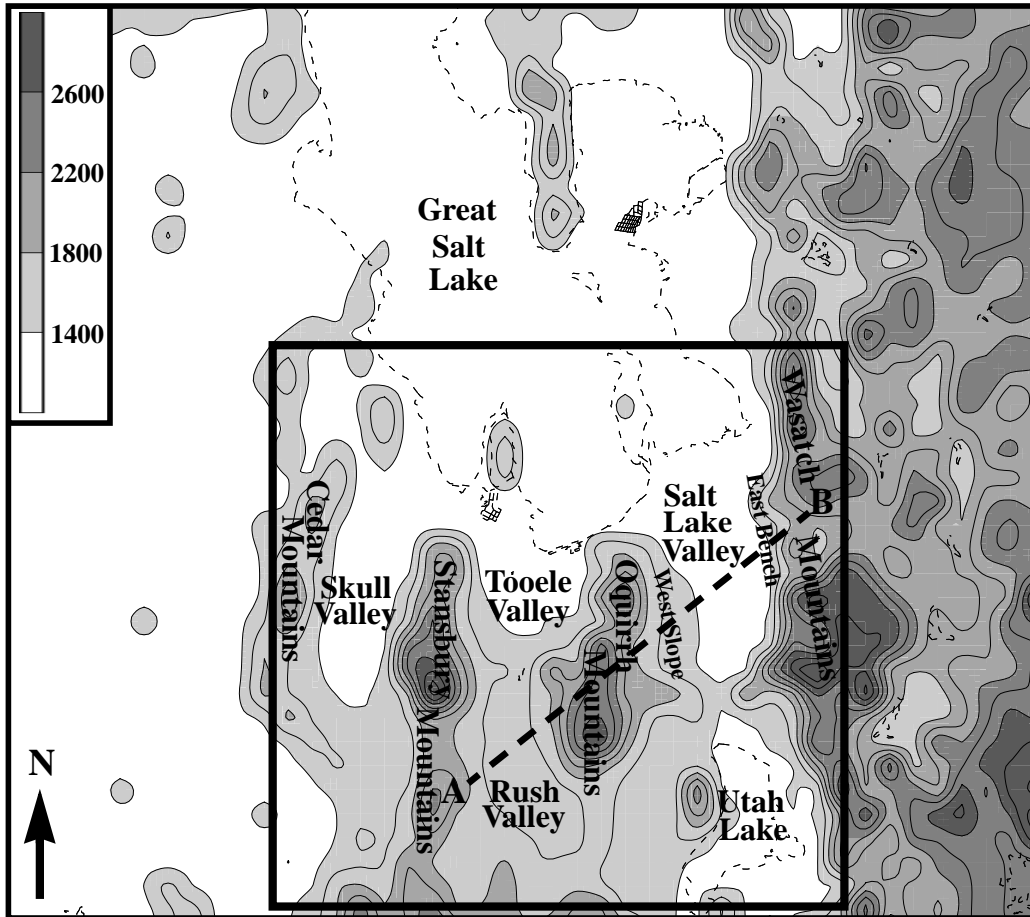 2600
2200
1800
1400
Great
Salt
Lake
Wasatch
Mountains
B
East Bench
Salt
Lake
Valley
Cedar
Mountains
Skull
Valley
Stansbury
Mountains
Tooele
Valley
Oquirrh
Mountains
West Slope
A
Rush
Valley
Utah
Lake
N